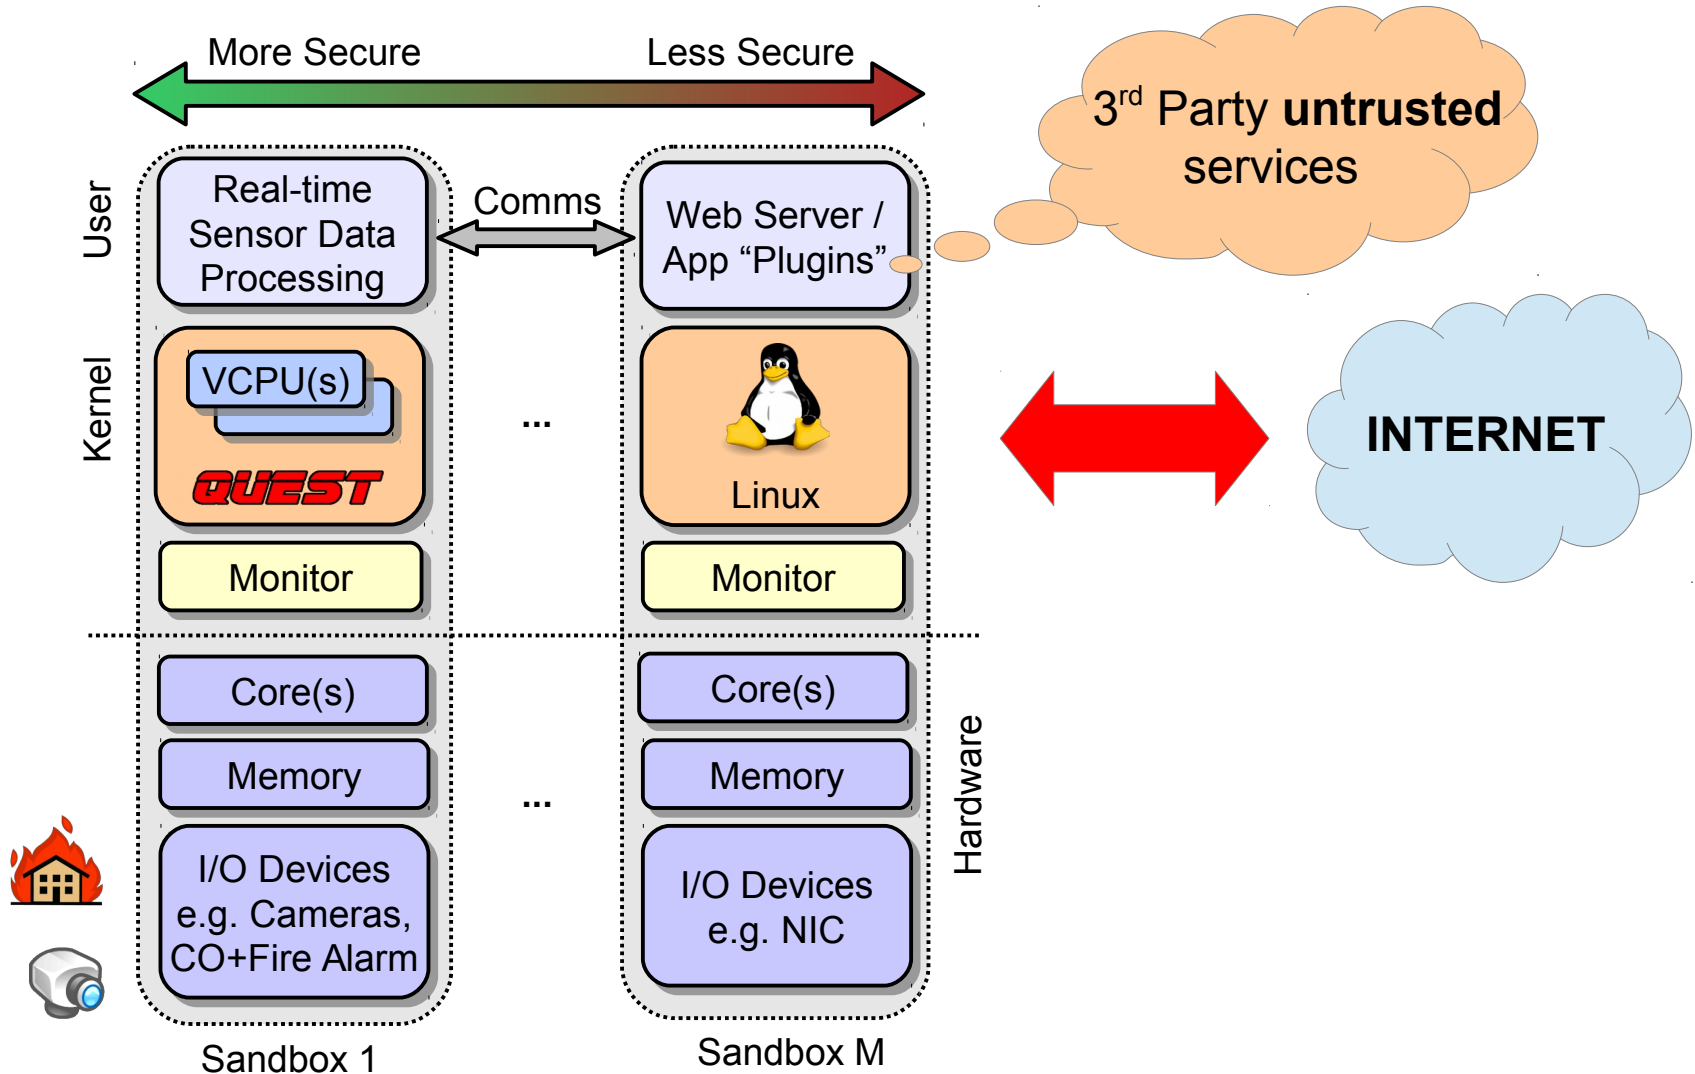 More Secure
Less Secure
3rd Party untrusted
services
User
Real-time
Sensor Data
Processing
Comms
Web Server /
App “Plugins”
Kernel
VCPU(s)
QUEST
...
Linux
INTERNET
Monitor
Monitor
Core(s)
Core(s)
Memory
...
Memory
Hardware
I/O Devices
e.g. Cameras,
CO+Fire Alarm
I/O Devices
e.g. NIC
Sandbox 1
Sandbox M